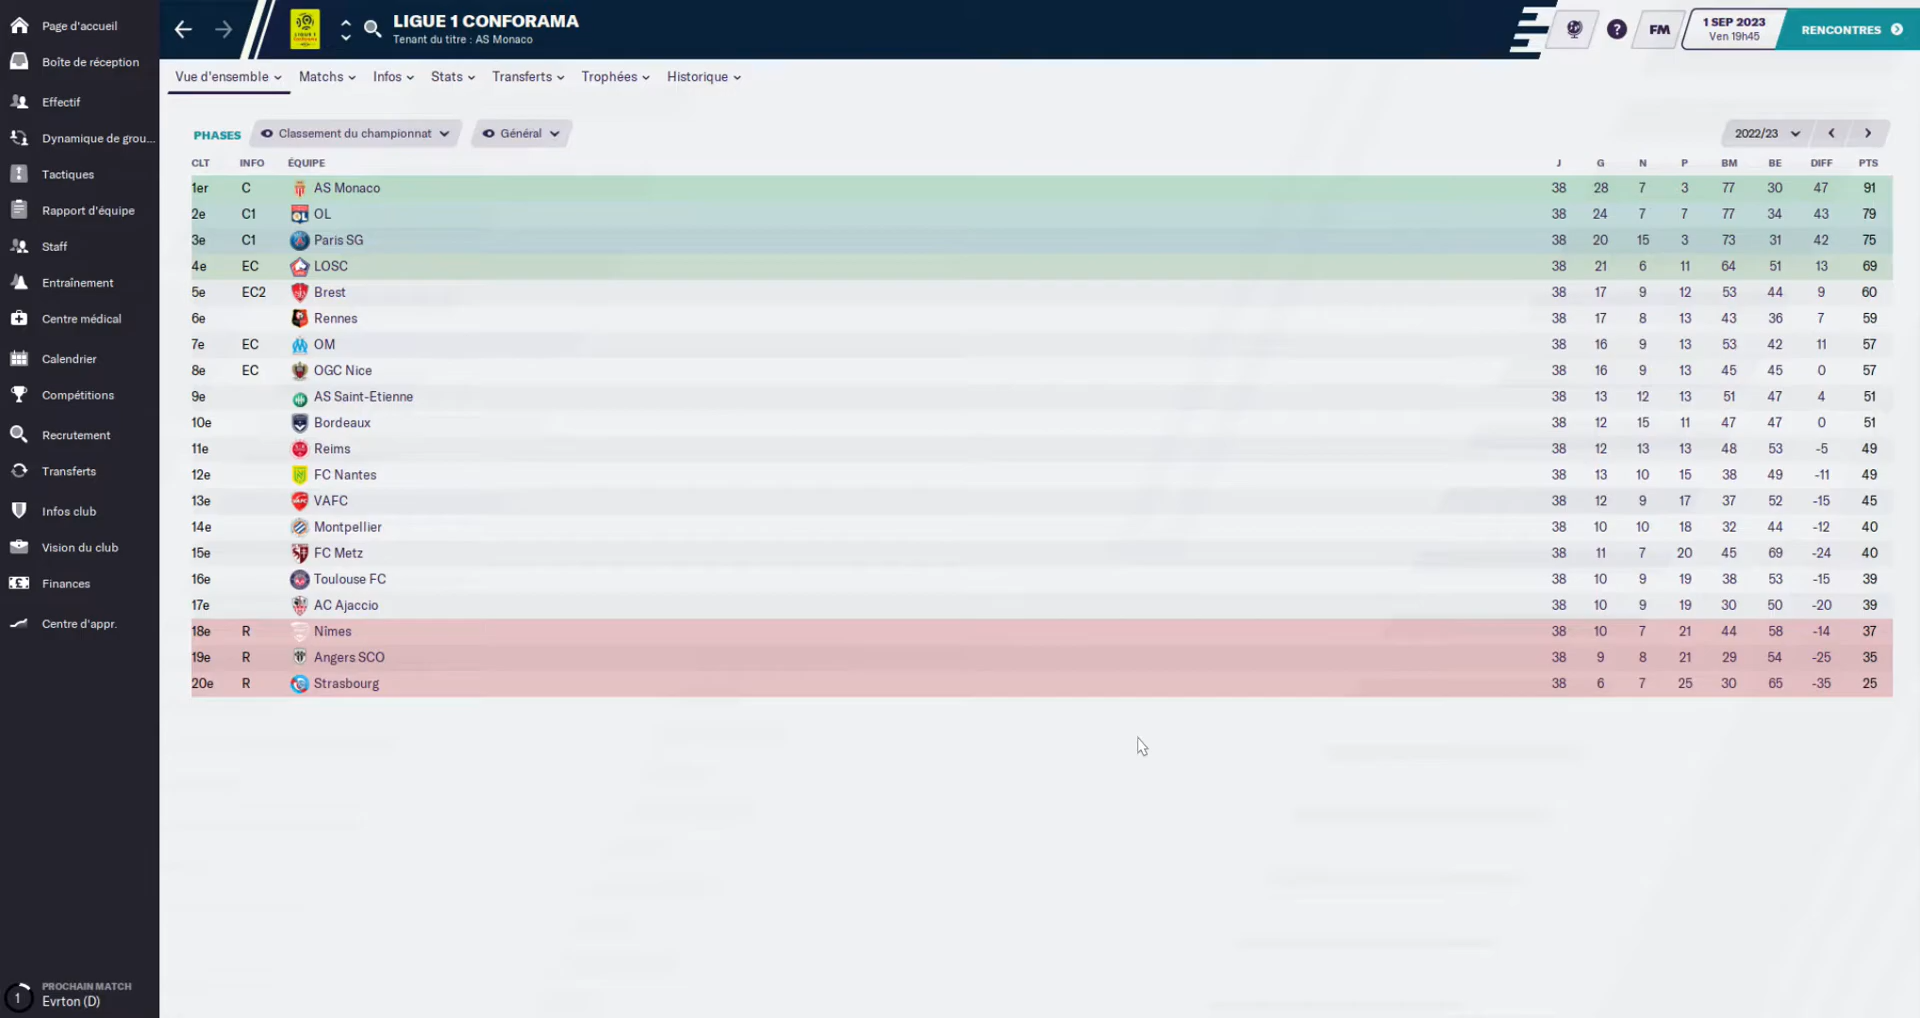 Page d'accueil
Boîte de réception
Effectif
Dynamique de grou...
Tactiques
Rapport d'équipe
Staff
Entraînement
Centre médical
Calendrier
Compétitions
Recrutement
Transferts
Infos club
Vision du club
Finances
Centre d'appr.
1
PROCHAIN MATCH
Evrton (D)
LIGUE 1 CONFORAMA
Tenant du titre : AS Monaco
?
FM
1 SEP 2023
Ven 19h45
RENCONTRES
Vue d'ensemble Matchs Infos Stats Transferts Trophées Historique
PHASES Classement du championnat Général 2022/23
CLT INFO ÉQUIPE J G N P BM BE DIFF PTS
1er C AS Monaco 38 28 7 3 77 30 47 91
2e C1 OL 38 24 7 7 77 34 43 79
3e C1 Paris SG 38 20 15 3 73 31 42 75
4e EC LOSC 38 21 6 11 64 51 13 69
5e EC2 Brest 38 17 9 12 53 44 9 60
6e Rennes 38 17 8 13 43 36 7 59
7e EC OM 38 16 9 13 53 42 11 57
8e EC OGC Nice 38 16 9 13 45 45 0 57
9e AS Saint-Etienne 38 13 12 13 51 47 4 51
10e Bordeaux 38 12 15 11 47 47 0 51
11e Reims 38 12 13 13 48 53 -5 49
12e FC Nantes 38 13 10 15 38 49 -11 49
13e VAFC 38 12 9 17 37 52 -15 45
14e Montpellier 38 10 10 18 32 44 -12 40
15e FC Metz 38 11 7 20 45 69 -24 40
16e Toulouse FC 38 10 9 19 38 53 -15 39
17e AC Ajaccio 38 10 9 19 30 50 -20 39
18e R Nîmes 38 10 7 21 44 58 -14 37
19e R Angers SCO 38 9 8 21 29 54 -25 35
20e R Strasbourg 38 6 7 25 30 65 -35 25